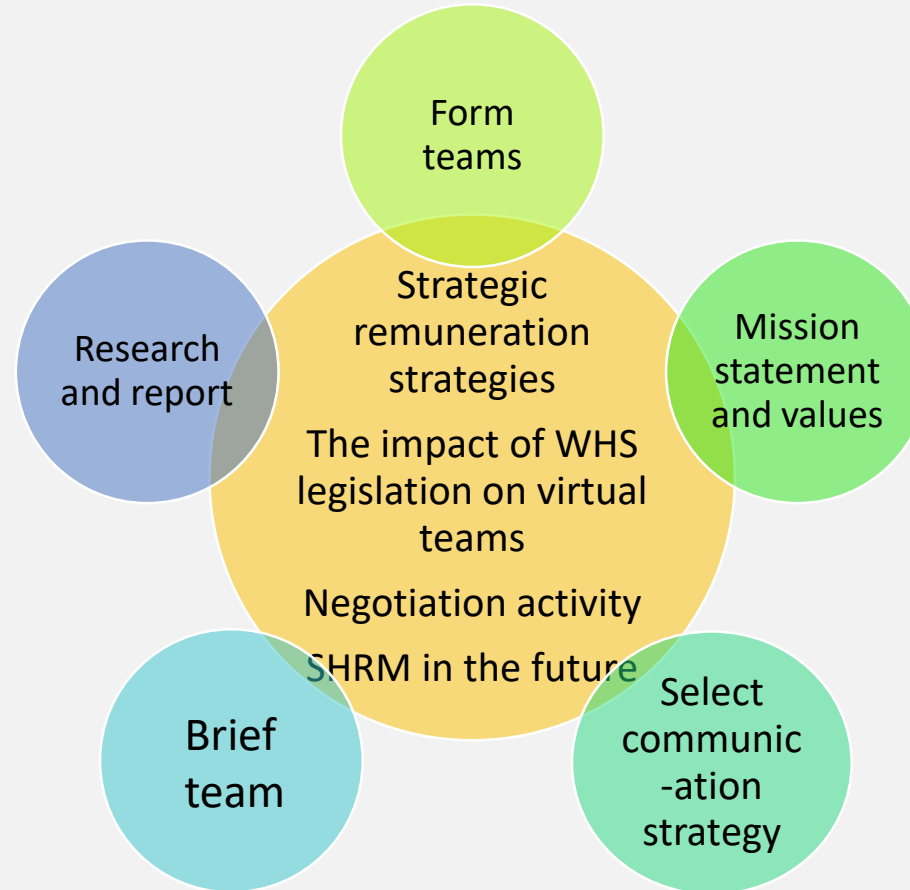 Form
teams
Strategic
remuneration
strategies
The impact of WHS
legislation on virtual
teams
Negotiation activity
SHRM in the future
Mission
statement
and values
Select
communic
-ation
strategy
Brief
team
Research
and report